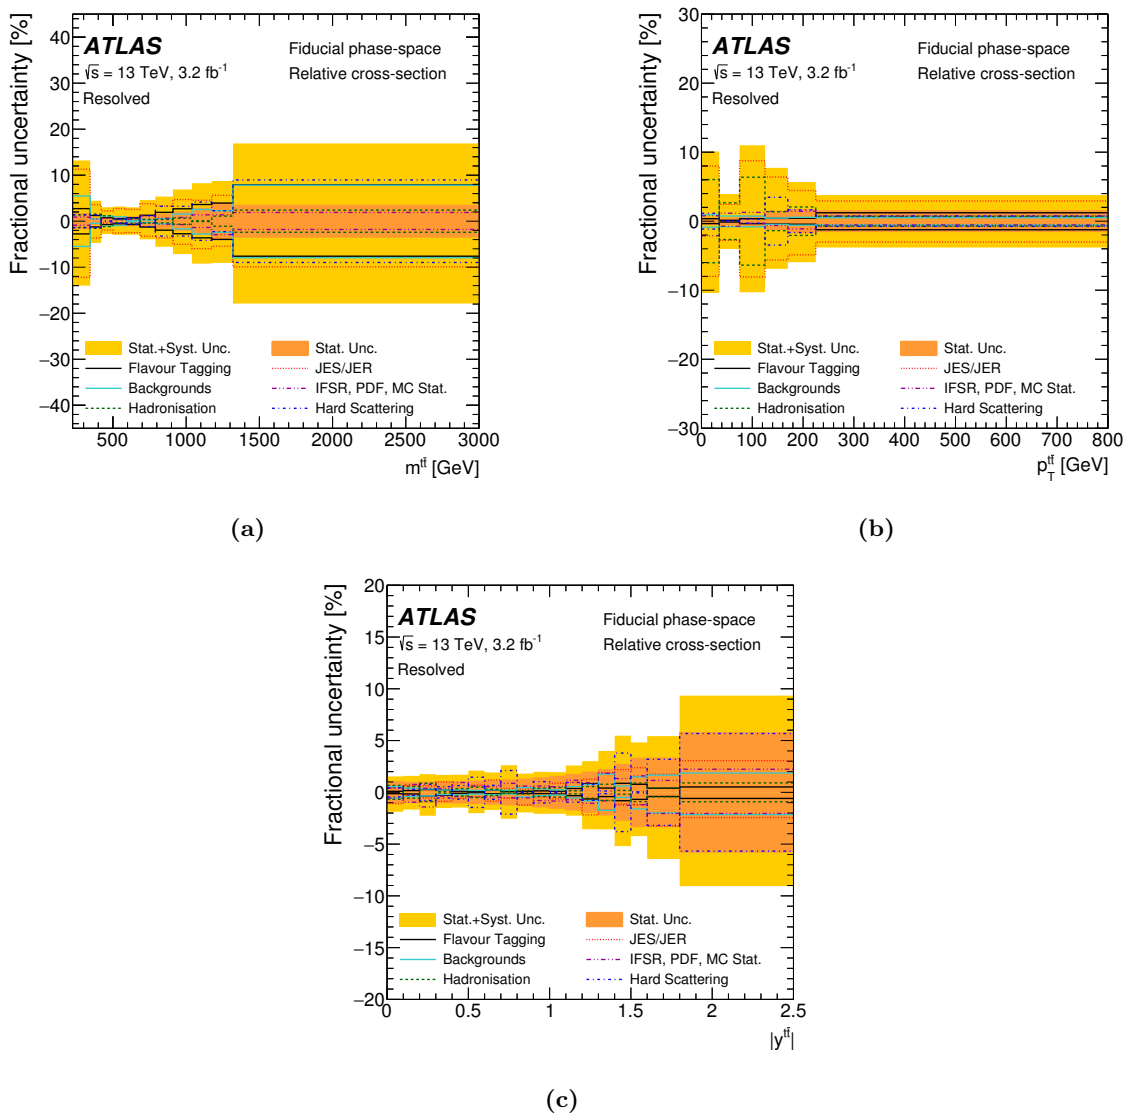 Fractional uncertainty [%]
ATLAS
√s = 13 TeV, 3.2 fb⁻¹
Resolved
Fiducial phase-space
Relative cross-section
40
30
20
10
0
−10
−20
−30
−40
Stat.+Syst. Unc.
Stat. Unc.
Flavour Tagging
JES/JER
Backgrounds
IFSR, PDF, MC Stat.
Hadronisation
Hard Scattering
500 1000 1500 2000 2500 3000
m^{tt̄} [GeV]
(a)
Fractional uncertainty [%]
ATLAS
√s = 13 TeV, 3.2 fb⁻¹
Resolved
Fiducial phase-space
Relative cross-section
30
20
10
0
−10
−20
−30
Stat.+Syst. Unc.
Stat. Unc.
Flavour Tagging
JES/JER
Backgrounds
IFSR, PDF, MC Stat.
Hadronisation
Hard Scattering
0 100 200 300 400 500 600 700 800
p_T^{tt̄} [GeV]
(b)
Fractional uncertainty [%]
ATLAS
√s = 13 TeV, 3.2 fb⁻¹
Resolved
Fiducial phase-space
Relative cross-section
20
15
10
5
0
−5
−10
−15
−20
Stat.+Syst. Unc.
Stat. Unc.
Flavour Tagging
JES/JER
Backgrounds
IFSR, PDF, MC Stat.
Hadronisation
Hard Scattering
0 0.5 1 1.5 2 2.5
|y^{tt̄}|
(c)